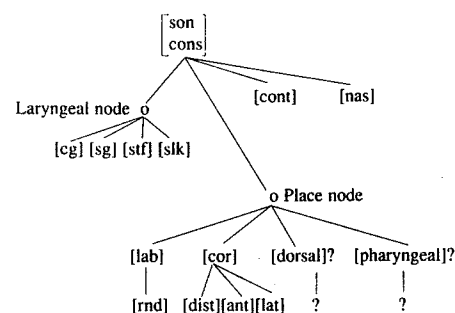 son
cons
[cont] [nas]
Laryngeal node o
[cg] [sg] [stf] [slk]
o Place node
[lab] [cor] [dorsal]? [pharyngeal]?
[rnd] [dist][ant][lat] ? ?